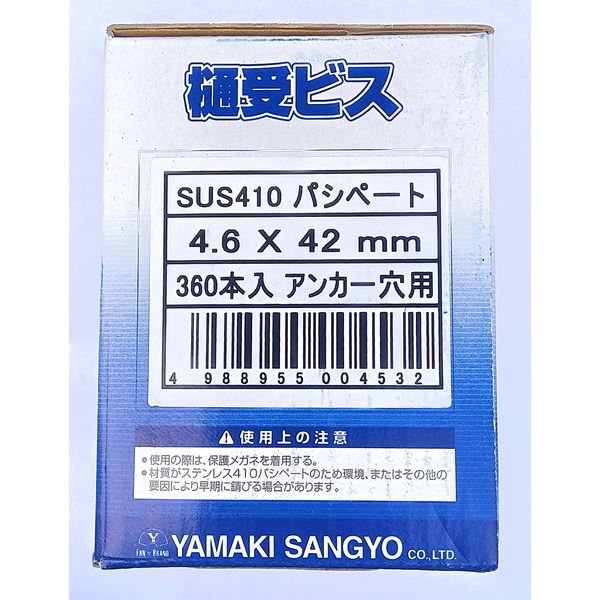 樋受ビス
SUS410 パシペート
4.6 X 42 mm
360本入 アンカー穴用
4 988955 004532
使用上の注意
●使用の際は、保護メガネを着用する。
●材質がステンレス410パシペートのため環境、またはその他の
要因により早期に錆びる場合があります。
Y
FAN Y BRAND
YAMAKI SANGYO CO.,LTD.